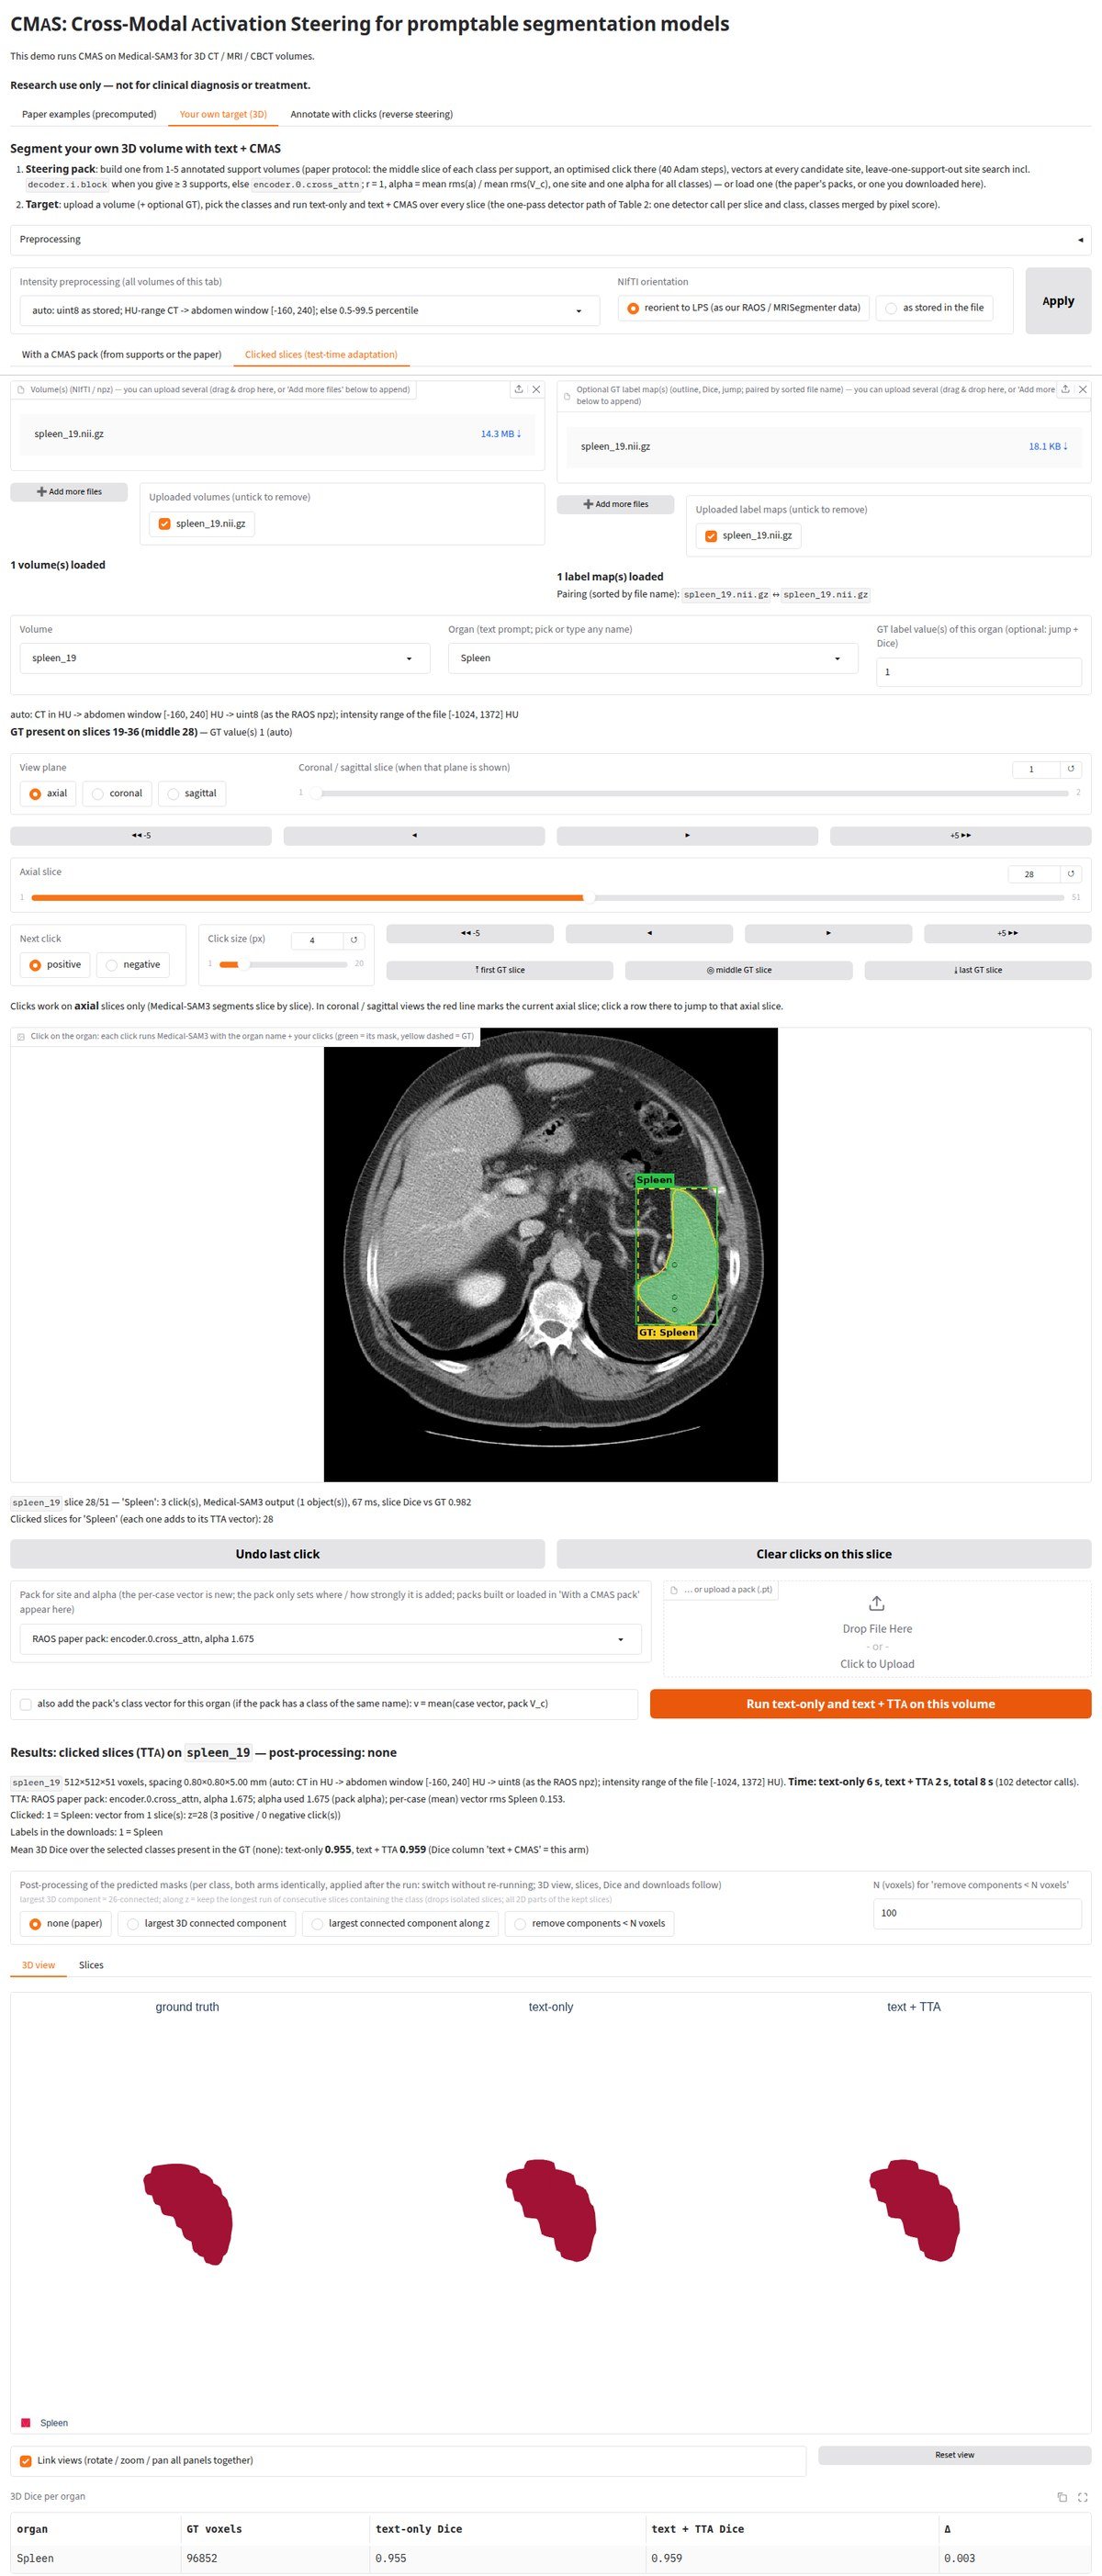 CMAS: Cross-Modal Activation Steering for promptable segmentation models
This demo runs CMAS on Medical-SAM3 for 3D CT / MRI / CBCT volumes.
Research use only — not for clinical diagnosis or treatment.
Paper examples (precomputed) Your own target (3D) Annotate with clicks (reverse steering)
Segment your own 3D volume with text + CMAS
1. Steering pack: build one from 1-5 annotated support volumes (paper protocol: the middle slice of each class per support, an optimised click there (40 Adam steps), vectors at every candidate site, leave-one-support-out site search incl.
decoder.i.block when you give ≥ 3 supports, else encoder.0.cross_attn; r = 1, alpha = mean rms(a) / mean rms(V_c), one site and one alpha for all classes) — or load one (the paper's packs, or one you downloaded here).
2. Target: upload a volume (+ optional GT), pick the classes and run text-only and text + CMAS over every slice (the one-pass detector path of Table 2: one detector call per slice and class, classes merged by pixel score).
Preprocessing ◀
Intensity preprocessing (all volumes of this tab) NIfTI orientation
auto: uint8 as stored; HU-range CT -> abdomen window [-160, 240]; else 0.5-99.5 percentile reorient to LPS (as our RAOS / MRISegmenter data) as stored in the file Apply
With a CMAS pack (from supports or the paper) Clicked slices (test-time adaptation)
Volume(s) (NIfTI / npz) — you can upload several (drag & drop here, or 'Add more files' below to append) Optional GT label map(s) (outline, Dice, jump; paired by sorted file name) — you can upload several (drag & drop here, or 'Add more
below to append)
spleen_19.nii.gz 14.3 MB ↓ spleen_19.nii.gz 18.1 KB ↓
➕ Add more files Uploaded volumes (untick to remove) ➕ Add more files Uploaded label maps (untick to remove)
spleen_19.nii.gz spleen_19.nii.gz
1 volume(s) loaded 1 label map(s) loaded
Pairing (sorted by file name): spleen_19.nii.gz ↔ spleen_19.nii.gz
Volume Organ (text prompt; pick or type any name) GT label value(s) of this organ (optional: jump +
Dice)
spleen_19 Spleen 1
auto: CT in HU -> abdomen window [-160, 240] HU -> uint8 (as the RAOS npz); intensity range of the file [-1024, 1372] HU
GT present on slices 19-36 (middle 28) — GT value(s) 1 (auto)
View plane Coronal / sagittal slice (when that plane is shown) 1 ↺
axial coronal sagittal 1 2
◀◀ -5 ◀ ▶ +5 ▶▶
Axial slice 28 ↺
1 51
Next click Click size (px) 4 ↺ ◀◀ -5 ◀ ▶ +5 ▶▶
positive negative 1 20 ⤒ first GT slice ◎ middle GT slice ⤓ last GT slice
Clicks work on axial slices only (Medical-SAM3 segments slice by slice). In coronal / sagittal views the red line marks the current axial slice; click a row there to jump to that axial slice.
Click on the organ: each click runs Medical-SAM3 with the organ name + your clicks (green = its mask, yellow dashed = GT)
Spleen
GT: Spleen
spleen_19 slice 28/51 — 'Spleen': 3 click(s), Medical-SAM3 output (1 object(s)), 67 ms, slice Dice vs GT 0.982
Clicked slices for 'Spleen' (each one adds to its TTA vector): 28
Undo last click Clear clicks on this slice
Pack for site and alpha (the per-case vector is new; the pack only sets where / how strongly it is added; packs built or loaded in 'With a CMAS pack'
appear here)
RAOS paper pack: encoder.0.cross_attn, alpha 1.675
... or upload a pack (.pt)
Drop File Here
- or -
Click to Upload
also add the pack's class vector for this organ (if the pack has a class of the same name): v = mean(case vector, pack V_c) Run text-only and text + TTA on this volume
Results: clicked slices (TTA) on spleen_19 — post-processing: none
spleen_19 512×512×51 voxels, spacing 0.80×0.80×5.00 mm (auto: CT in HU -> abdomen window [-160, 240] HU -> uint8 (as the RAOS npz); intensity range of the file [-1024, 1372] HU). Time: text-only 6 s, text + TTA 2 s, total 8 s (102 detector calls).
TTA: RAOS paper pack: encoder.0.cross_attn, alpha 1.675; alpha used 1.675 (pack alpha); per-case (mean) vector rms Spleen 0.153.
Clicked: 1 = Spleen: vector from 1 slice(s): z=28 (3 positive / 0 negative click(s))
Labels in the downloads: 1 = Spleen
Mean 3D Dice over the selected classes present in the GT (none): text-only 0.955, text + TTA 0.959 (Dice column 'text + CMAS' = this arm)
Post-processing of the predicted masks (per class, both arms identically, applied after the run: switch without re-running; 3D view, slices, Dice and downloads follow) N (voxels) for 'remove components < N voxels'
largest 3D component = 26-connected; along z = keep the longest run of consecutive slices containing the class (drops isolated slices; all 2D parts of the kept slices)
none (paper) largest 3D connected component largest connected component along z remove components < N voxels 100
3D view Slices
ground truth text-only text + TTA
Spleen
Link views (rotate / zoom / pan all panels together) Reset view
3D Dice per organ
organ GT voxels text-only Dice text + TTA Dice Δ
Spleen 96852 0.955 0.959 0.003